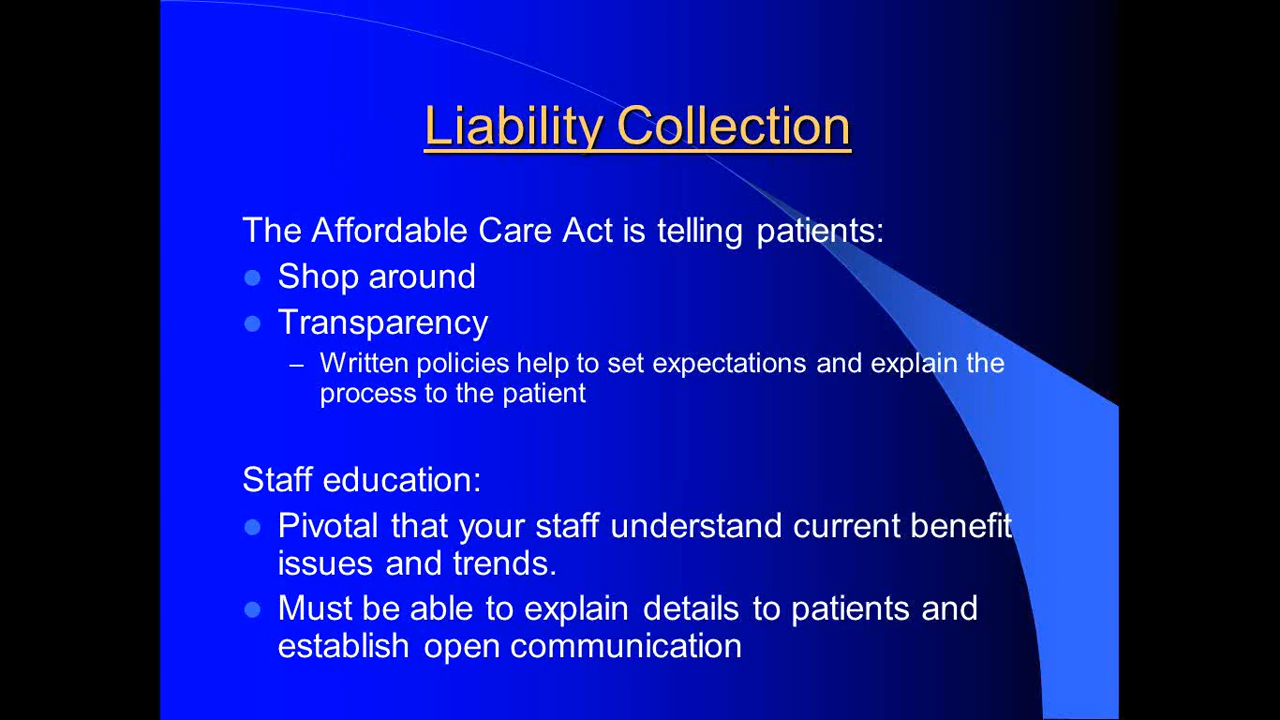 Liability Collection
The Affordable Care Act is telling patients:
Shop around
Transparency
– Written policies help to set expectations and explain the
process to the patient
Staff education:
Pivotal that your staff understand current benefit
issues and trends.
Must be able to explain details to patients and
establish open communication